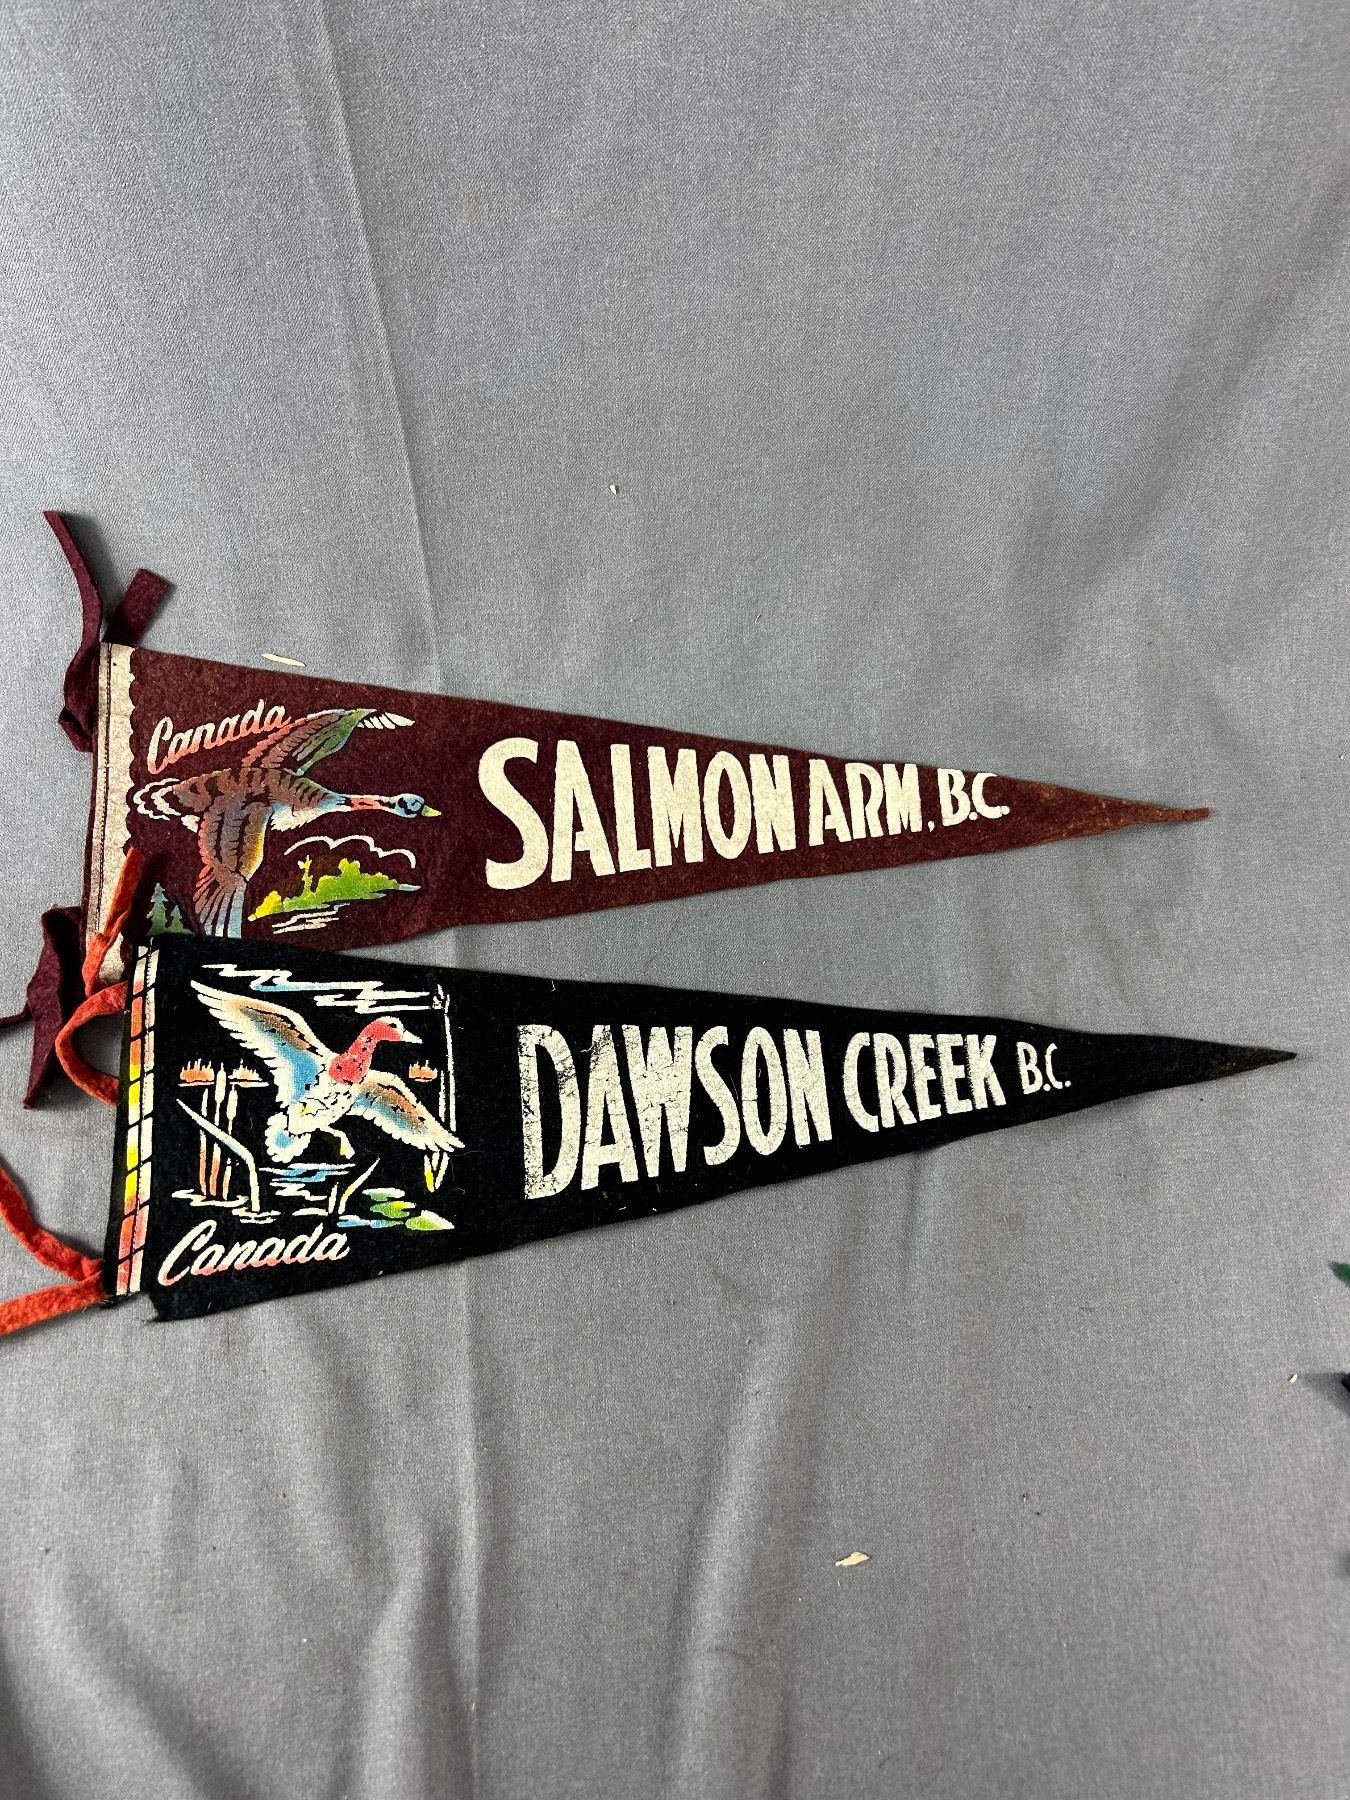 Canada
SALMON ARM, B.C.
DAWSON CREEK B.C.
Canada